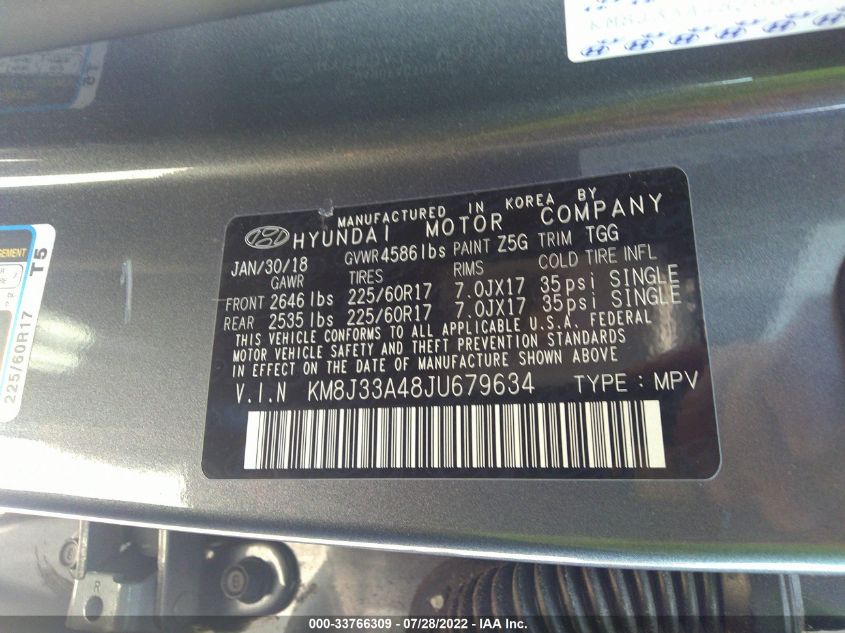 MANUFACTURED IN KOREA BY
HYUNDAI MOTOR COMPANY
JAN/30/18 GVWR 4586lbs PAINT Z5G TRIM TGG
GAWR TIRES RIMS COLD TIRE INFL
FRONT 2646 lbs 225/60R17 7.0JX17 35psi SINGLE
REAR 2535 lbs 225/60R17 7.0JX17 35psi SINGLE
THIS VEHICLE CONFORMS TO ALL APPLICABLE U.S.A. FEDERAL
MOTOR VEHICLE SAFETY AND THEFT PREVENTION STANDARDS
IN EFFECT ON THE DATE OF MANUFACTURE SHOWN ABOVE
V.I.N KM8J33A48JU679634 TYPE : MPV
T5
225/60R17
000-33766309 - 07/28/2022 - IAA Inc.